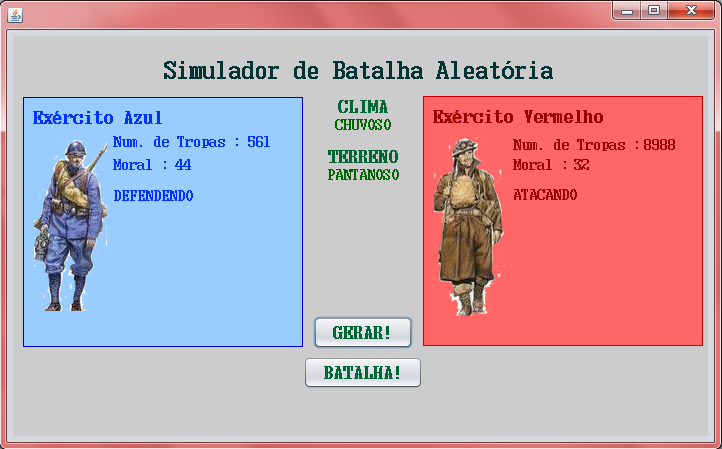 Simulador de Batalha Aleatória
Exército Azul
Num. de Tropas : 561
Moral : 44
DEFENDENDO
CLIMA
CHUVOSO
TERRENO
PANTANOSO
Exército Vermelho
Num. de Tropas : 8988
Moral : 32
ATACANDO
GERAR!
BATALHA!